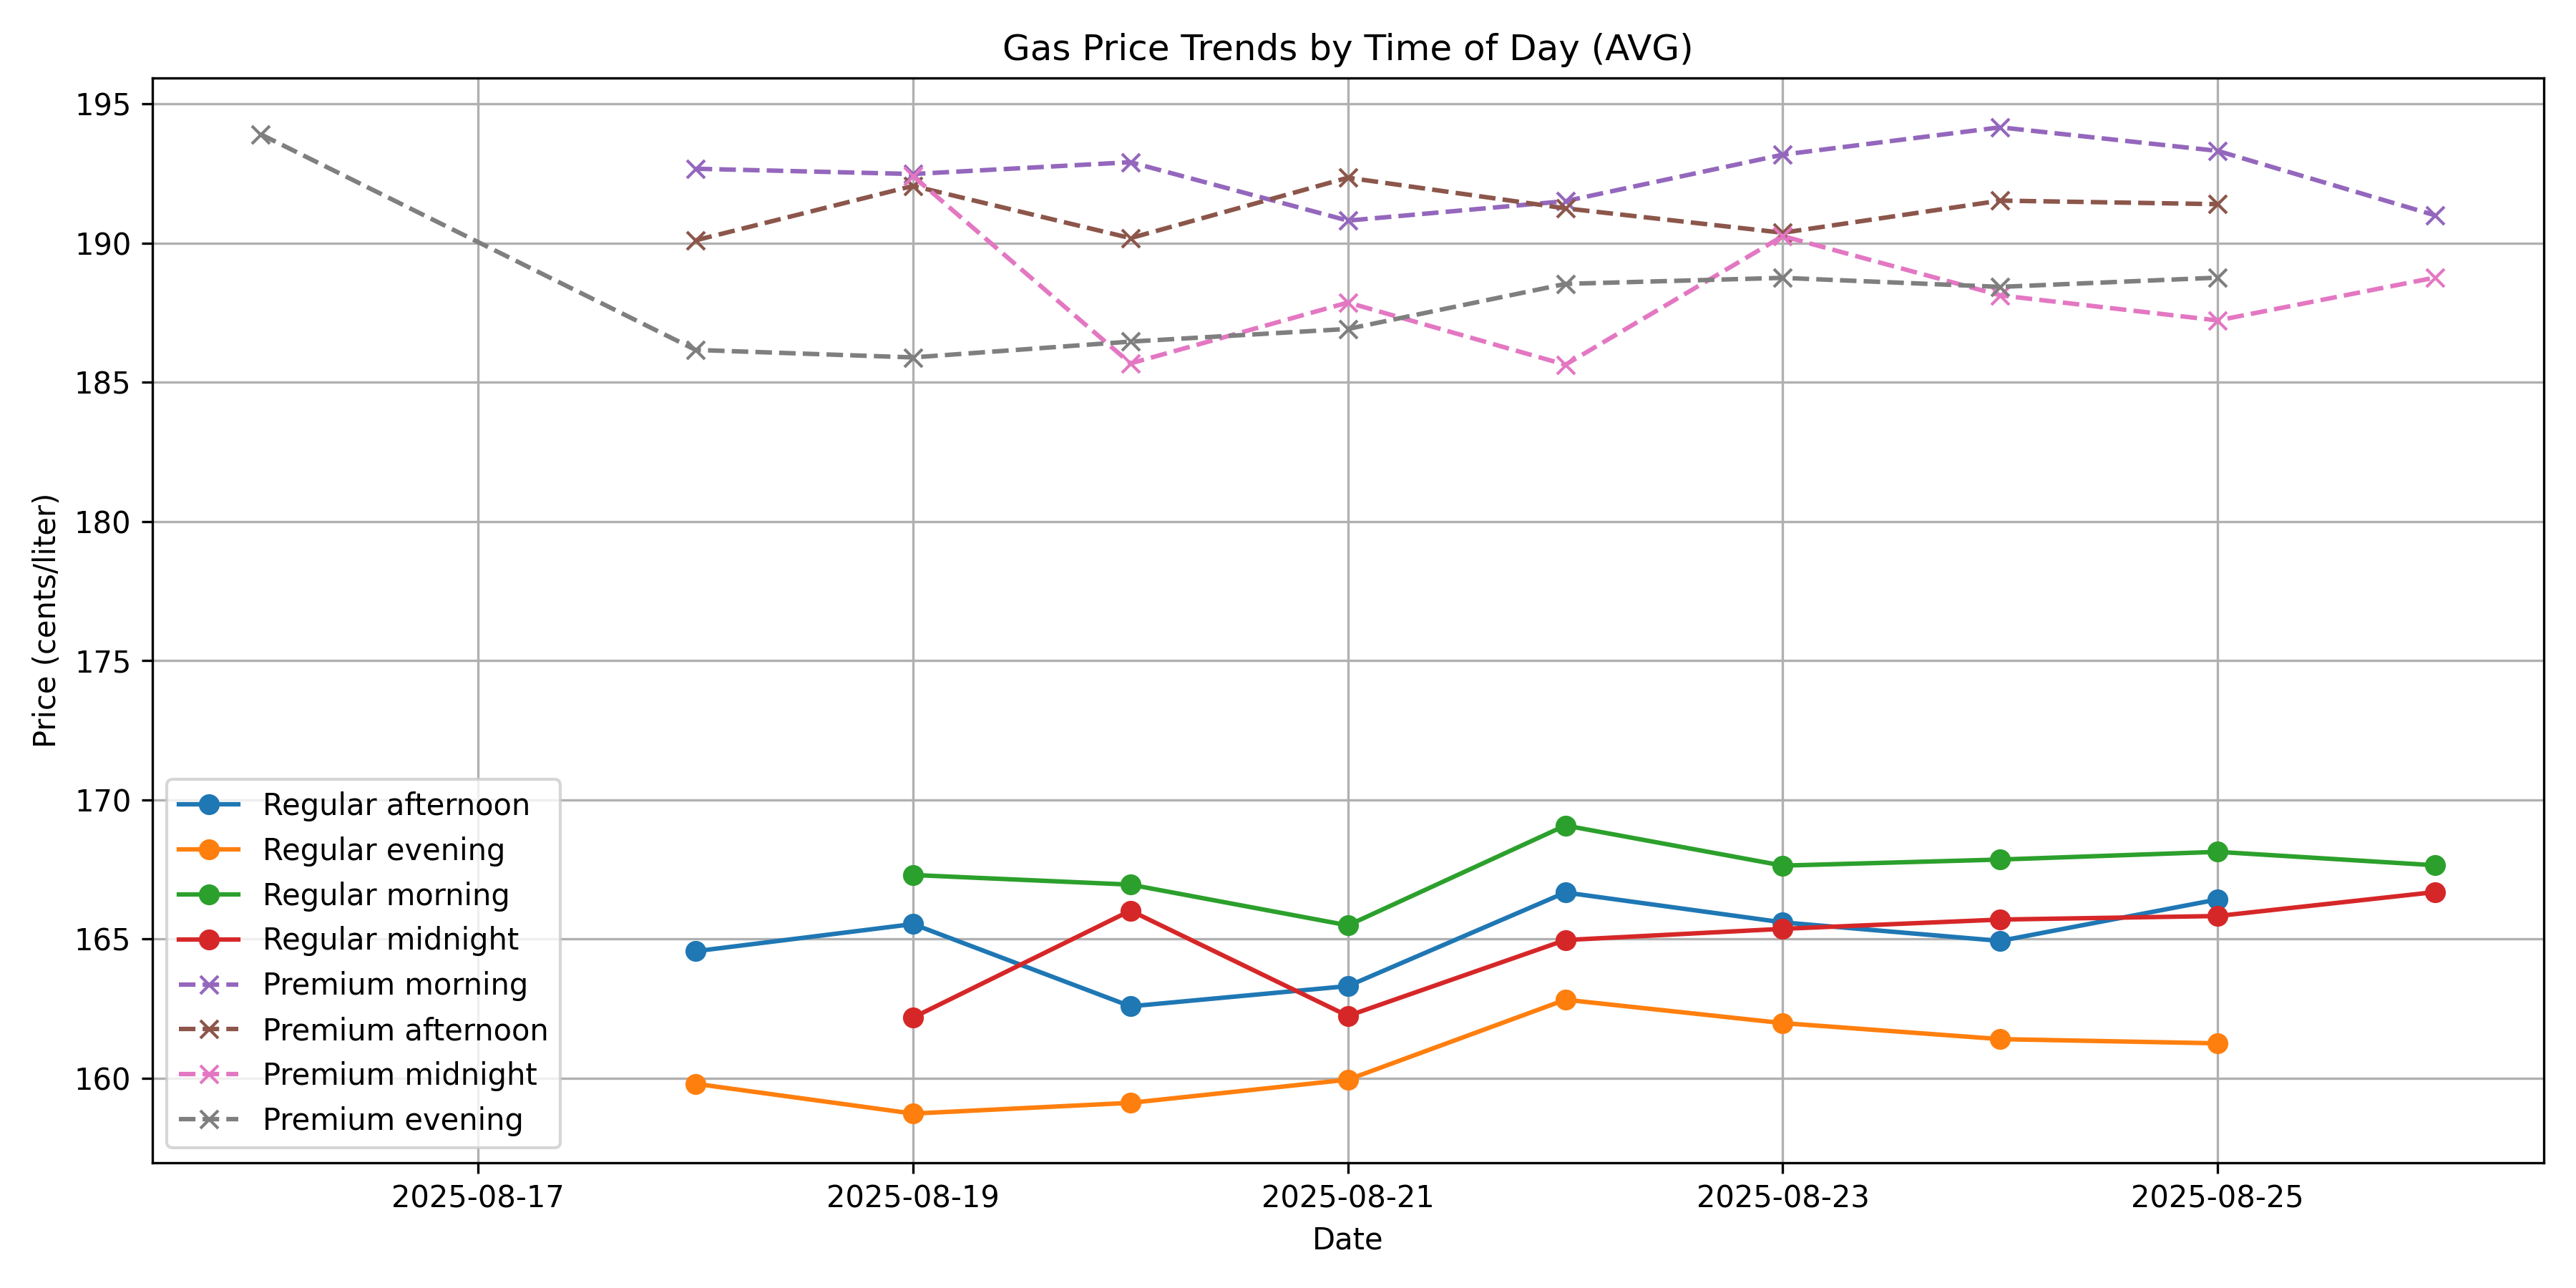 Gas Price Trends by Time of Day (AVG)
195
190
185
180
175
170
165
160
Price (cents/liter)
Regular afternoon
Regular evening
Regular morning
Regular midnight
Premium morning
Premium afternoon
Premium midnight
Premium evening
2025-08-17
2025-08-19
2025-08-21
2025-08-23
2025-08-25
Date